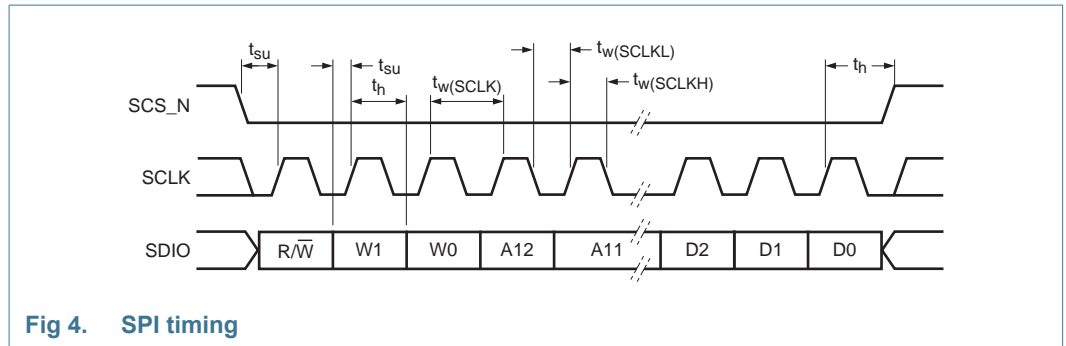 tsu
tsu
th
tw(SCLK)
tw(SCLKL)
tw(SCLKH)
th
SCS_N
SCLK
SDIO R/W̅ W1 W0 A12 A11 D2 D1 D0
Fig 4. SPI timing